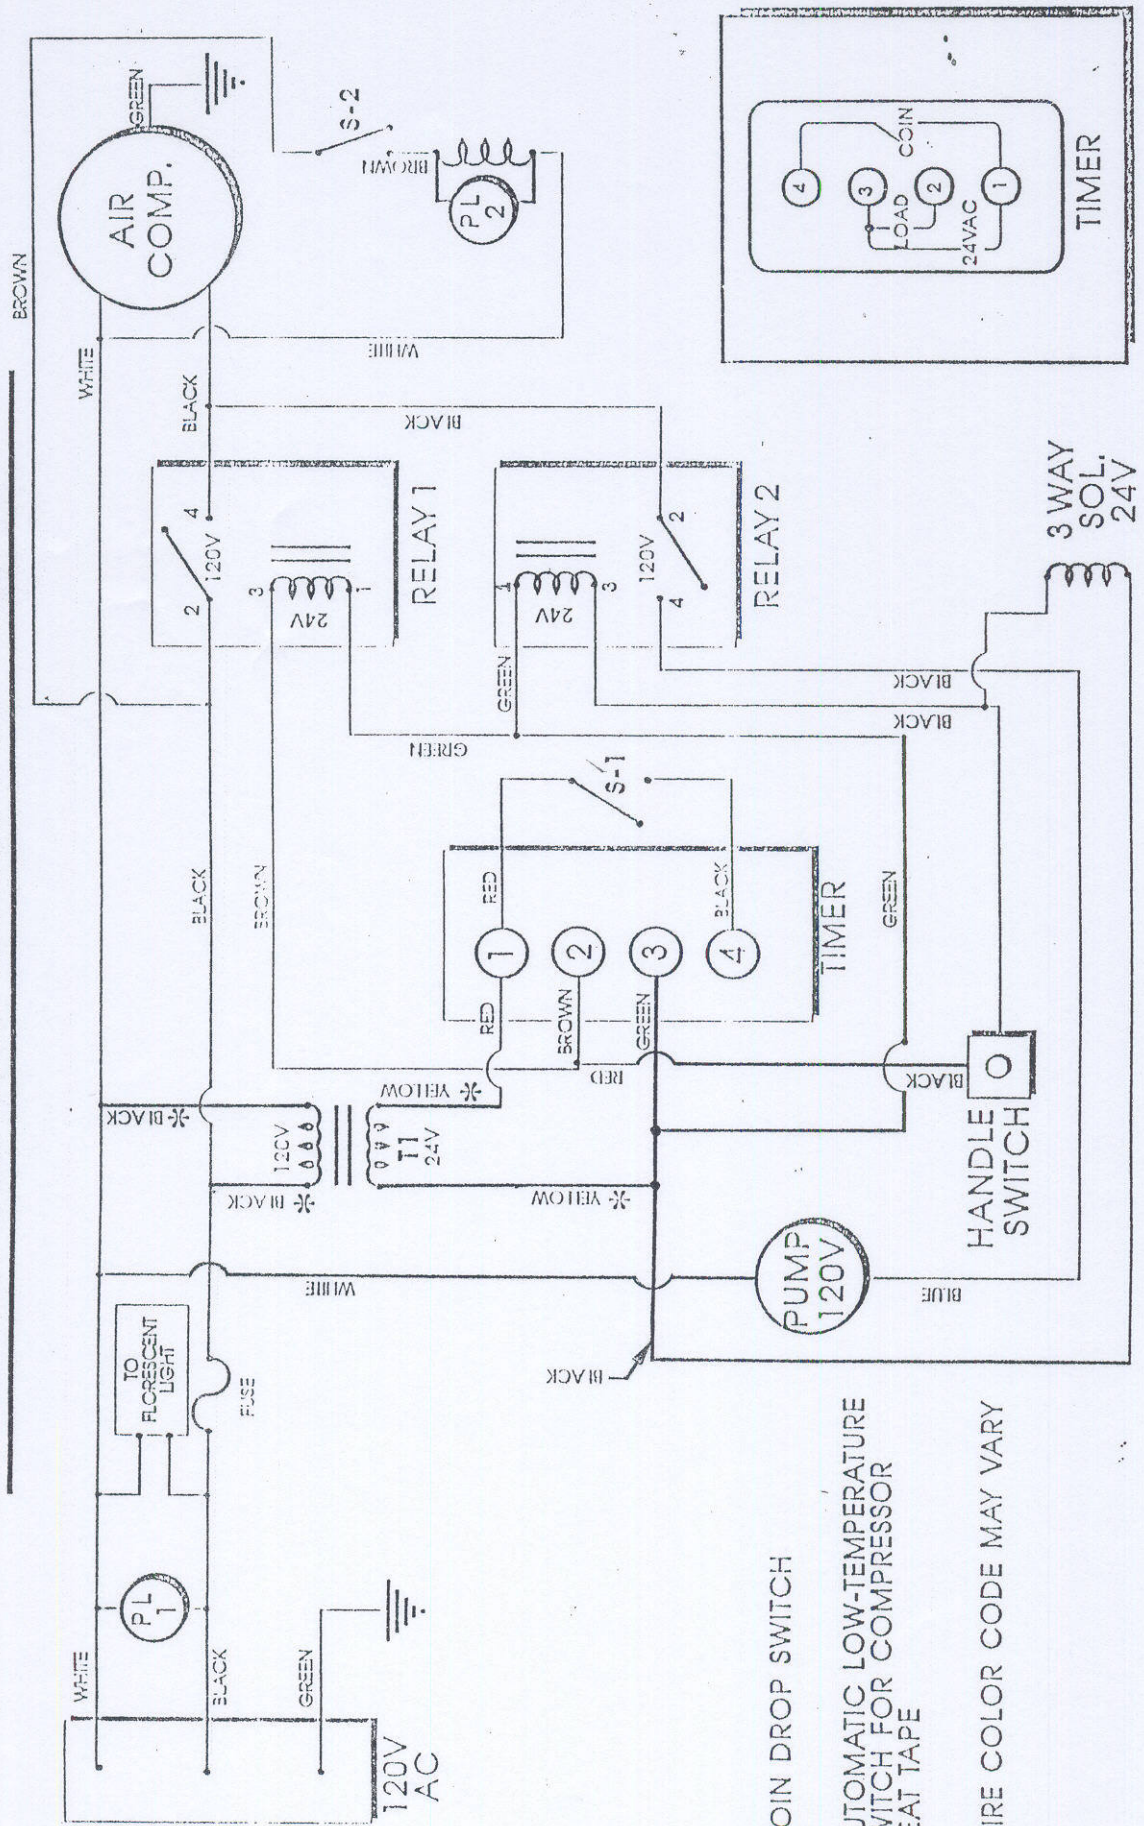 120V
AC
WHITE
BLACK
GREEN
PL
1
TO
FLORESCENT
LIGHT
FUSE
WHITE
BLACK
BLACK
120V
T1
24V
YELLOW
YELLOW
BLACK
BROWN
RED
BROWN
GREEN
RED
1
2
3
4
RED
BLACK
TIMER
S-1
GREEN
GREEN
GREEN
2
4
120V
3
1
24V
RELAY 1
1
3
24V
120V
4
2
RELAY 2
BLACK
BLACK
BLACK
WHITE
BLACK
BROWN
WHITE
AIR
COMP.
GREEN
S-2
BROWN
PL
2
4
3
2
1
COIN
LOAD
24VAC
TIMER
3 WAY
SOL.
24V
BLACK
HANDLE
SWITCH
PUMP
120V
BLUE
BLACK
OIN DROP SWITCH
UTOMATIC LOW-TEMPERATURE
WITCH FOR COMPRESSOR
EAT TAPE
IRE COLOR CODE MAY VARY